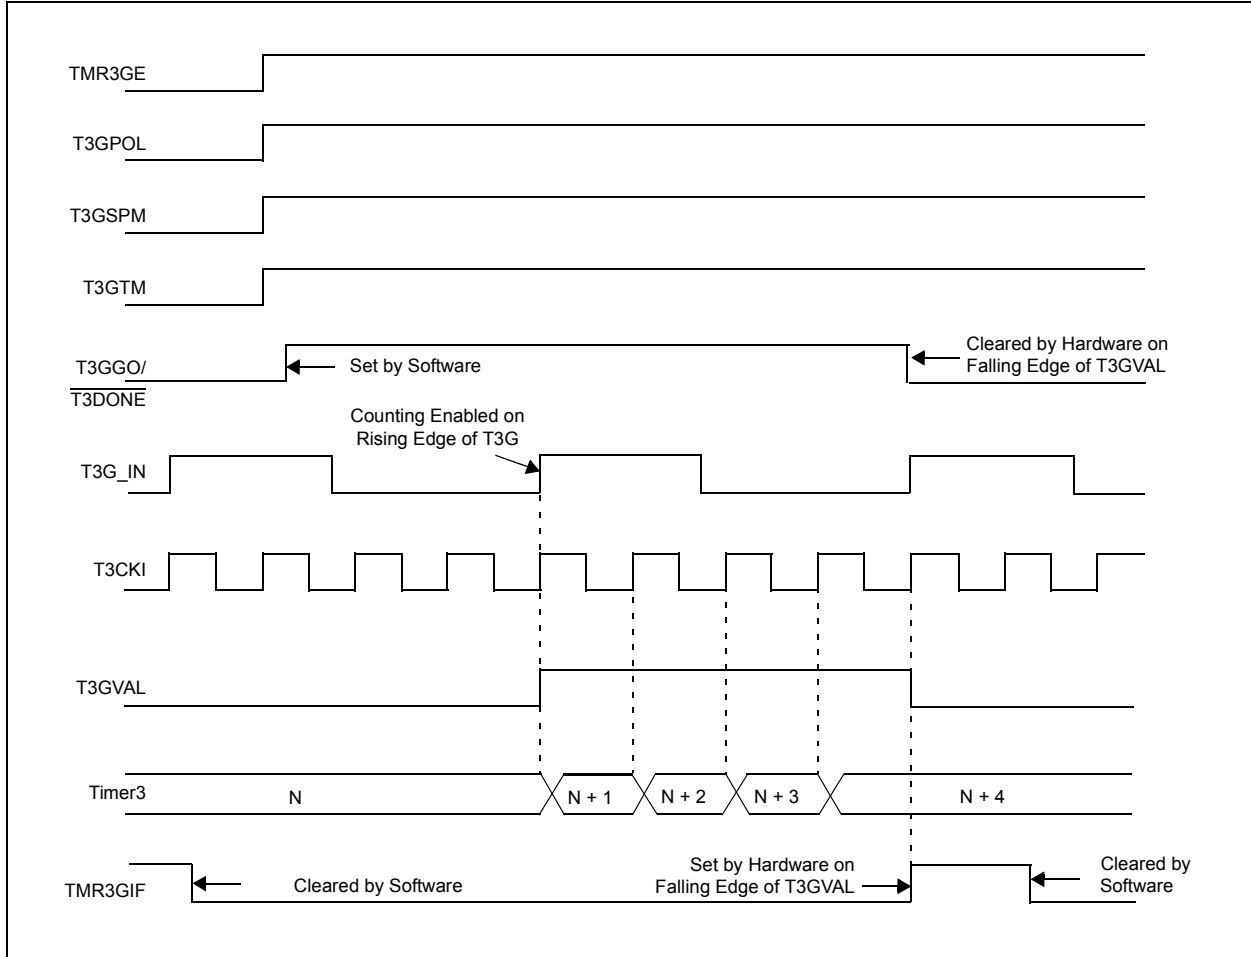 TMR3GE
T3GPOL
T3GSPM
T3GTM
T3GGO/
T3DONE
Set by Software
Cleared by Hardware on
Falling Edge of T3GVAL
Counting Enabled on
Rising Edge of T3G
T3G_IN
T3CKI
T3GVAL
Timer3
N
N + 1
N + 2
N + 3
N + 4
TMR3GIF
Cleared by Software
Set by Hardware on
Falling Edge of T3GVAL
Cleared by
Software